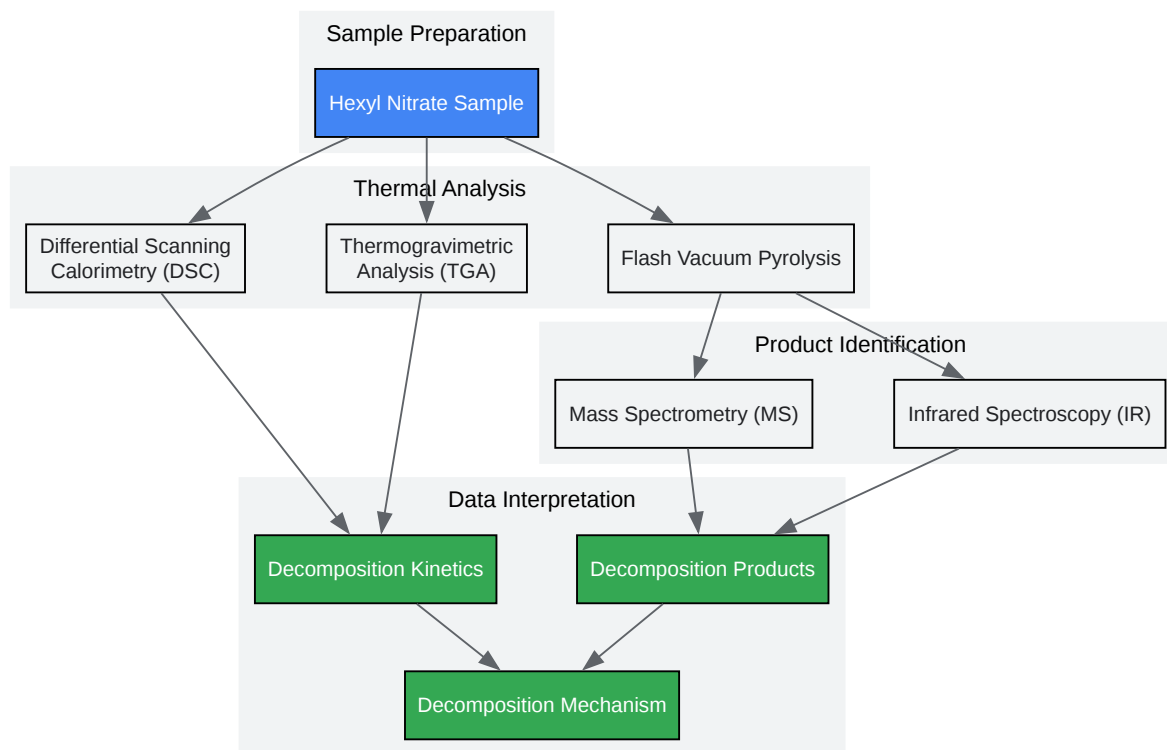 Sample Preparation
Hexyl Nitrate Sample
Thermal Analysis
Differential Scanning
Calorimetry (DSC)
Thermogravimetric
Analysis (TGA)
Flash Vacuum Pyrolysis
Product Identification
Mass Spectrometry (MS)
Infrared Spectroscopy (IR)
Data Interpretation
Decomposition Kinetics
Decomposition Products
Decomposition Mechanism